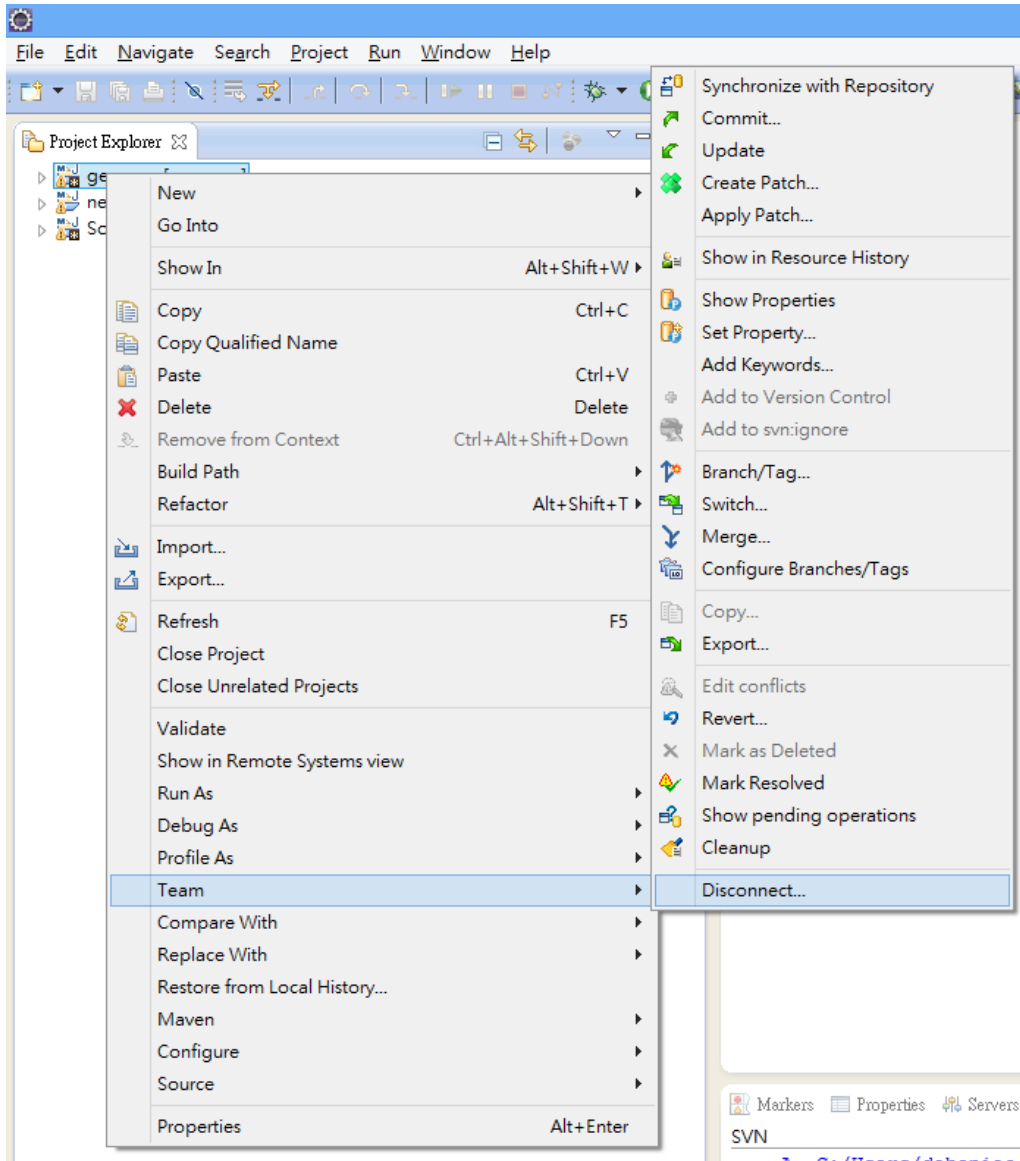 File Edit Navigate Search Project Run Window Help
Project Explorer
ge
ne
Sc
New
Go Into
Show In Alt+Shift+W
Copy Ctrl+C
Copy Qualified Name
Paste Ctrl+V
Delete Delete
Remove from Context Ctrl+Alt+Shift+Down
Build Path
Refactor Alt+Shift+T
Import...
Export...
Refresh F5
Close Project
Close Unrelated Projects
Validate
Show in Remote Systems view
Run As
Debug As
Profile As
Team
Compare With
Replace With
Restore from Local History...
Maven
Configure
Source
Properties Alt+Enter
Synchronize with Repository
Commit...
Update
Create Patch...
Apply Patch...
Show in Resource History
Show Properties
Set Property...
Add Keywords...
Add to Version Control
Add to svn:ignore
Branch/Tag...
Switch...
Merge...
Configure Branches/Tags
Copy...
Export...
Edit conflicts
Revert...
Mark as Deleted
Mark Resolved
Show pending operations
Cleanup
Disconnect...
Markers Properties Servers
SVN